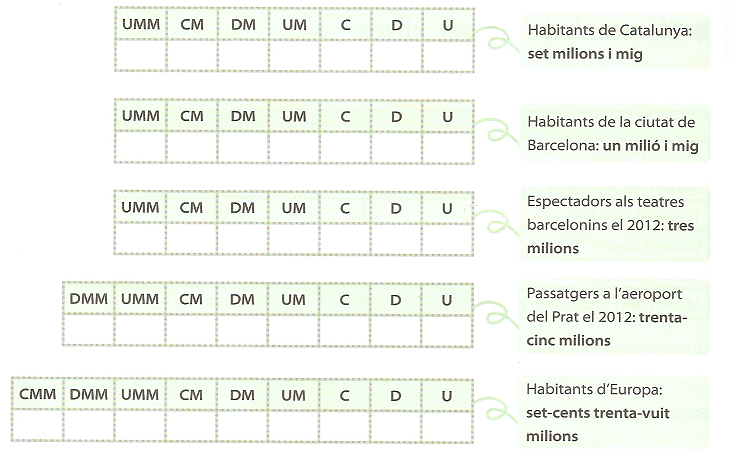 UMM CM DM UM C D U
Habitants de Catalunya:
set milions i mig
UMM CM DM UM C D U
Habitants de la ciutat de
Barcelona: un milió i mig
UMM CM DM UM C D U
Espectadors als teatres
barcelonins el 2012: tres
milions
DMM UMM CM DM UM C D U
Passatgers a l'aeroport
del Prat el 2012: trenta-
cinc milions
CMM DMM UMM CM DM UM C D U
Habitants d'Europa:
set-cents trenta-vuit
milions